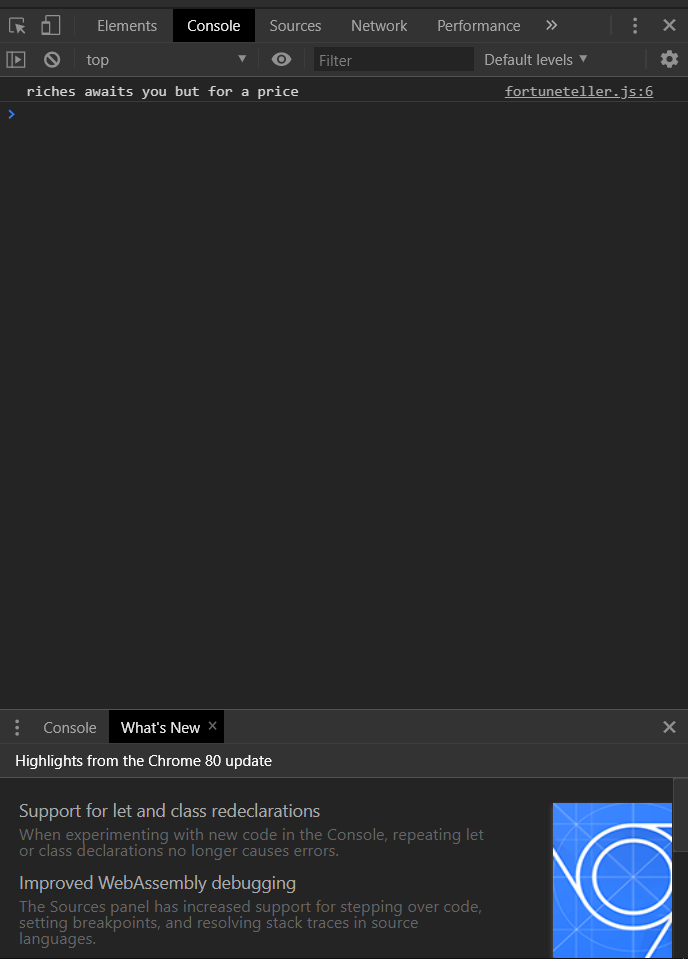 Elements Console Sources Network Performance »
top Filter Default levels
riches awaits you but for a price fortuneteller.js:6
Console What's New
Highlights from the Chrome 80 update
Support for let and class redeclarations
When experimenting with new code in the Console, repeating let
or class declarations no longer causes errors.
Improved WebAssembly debugging
The Sources panel has increased support for stepping over code,
setting breakpoints, and resolving stack traces in source
languages.